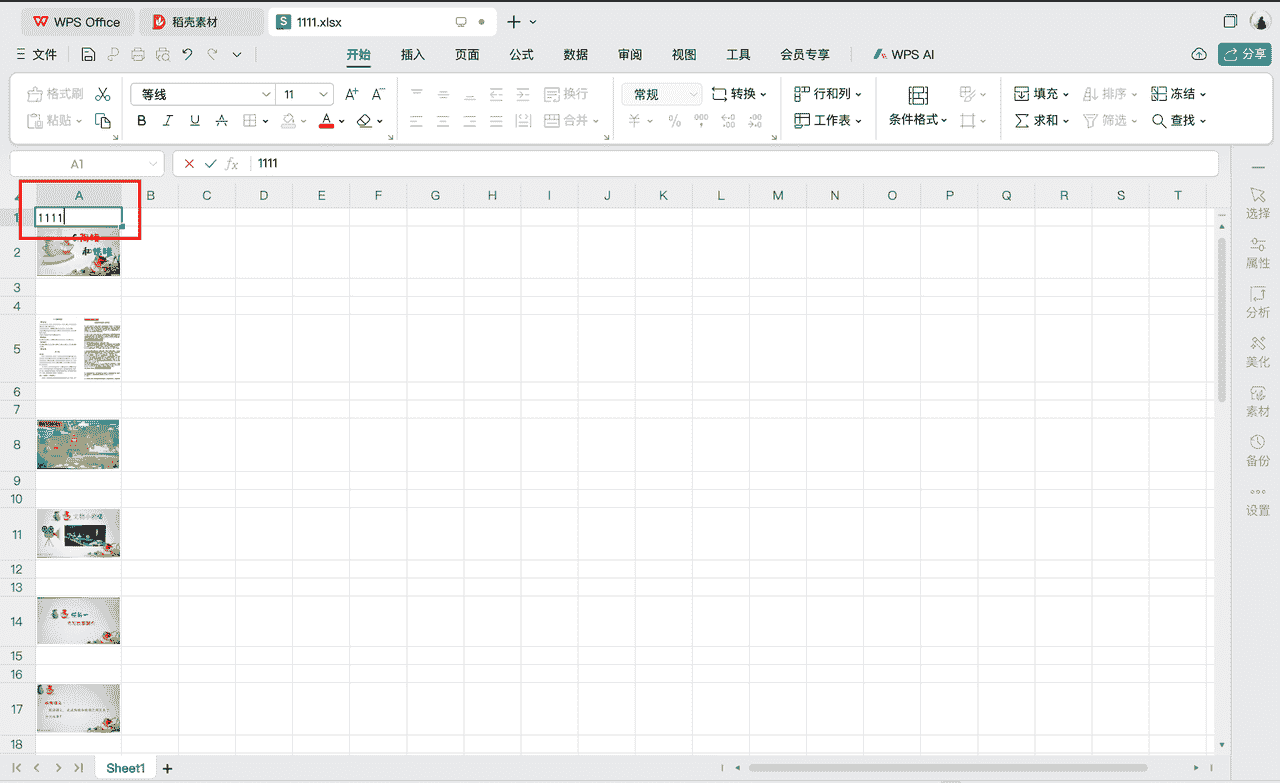 WPS Office 稻壳素材 1111.xlsx
文件 开始 插入 页面 公式 数据 审阅 视图 工具 会员专享 WPS AI 分享
格式刷 等线 11 A+ A- 换行 常规 转换 行和列 填充 排序 冻结
粘贴 B I U A A 合并 ¥ % 工作表 条件格式 求和 筛选 查找
A1 fx 1111
A B C D E F G H I J K L M N O P Q R S T
1 1111
2 和铁罐
3
4
5
6
7
8
9
10
11
12
13
14
15
16
17
18
选择
属性
分析
美化
素材
备份
设置
Sheet1